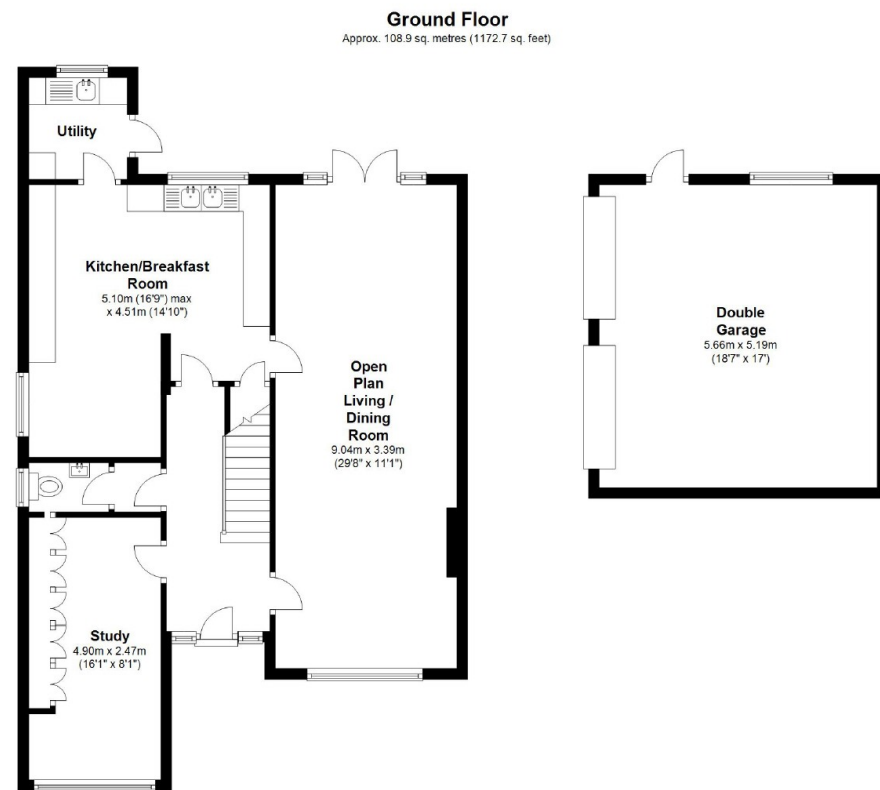 Ground Floor
Approx. 108.9 sq. metres (1172.7 sq. feet)
Utility
Kitchen/Breakfast
Room
5.10m (16'9") max
x 4.51m (14'10")
Open
Plan
Living /
Dining
Room
9.04m x 3.39m
(29'8" x 11'1")
Double
Garage
5.66m x 5.19m
(18'7" x 17')
Study
4.90m x 2.47m
(16'1" x 8'1")